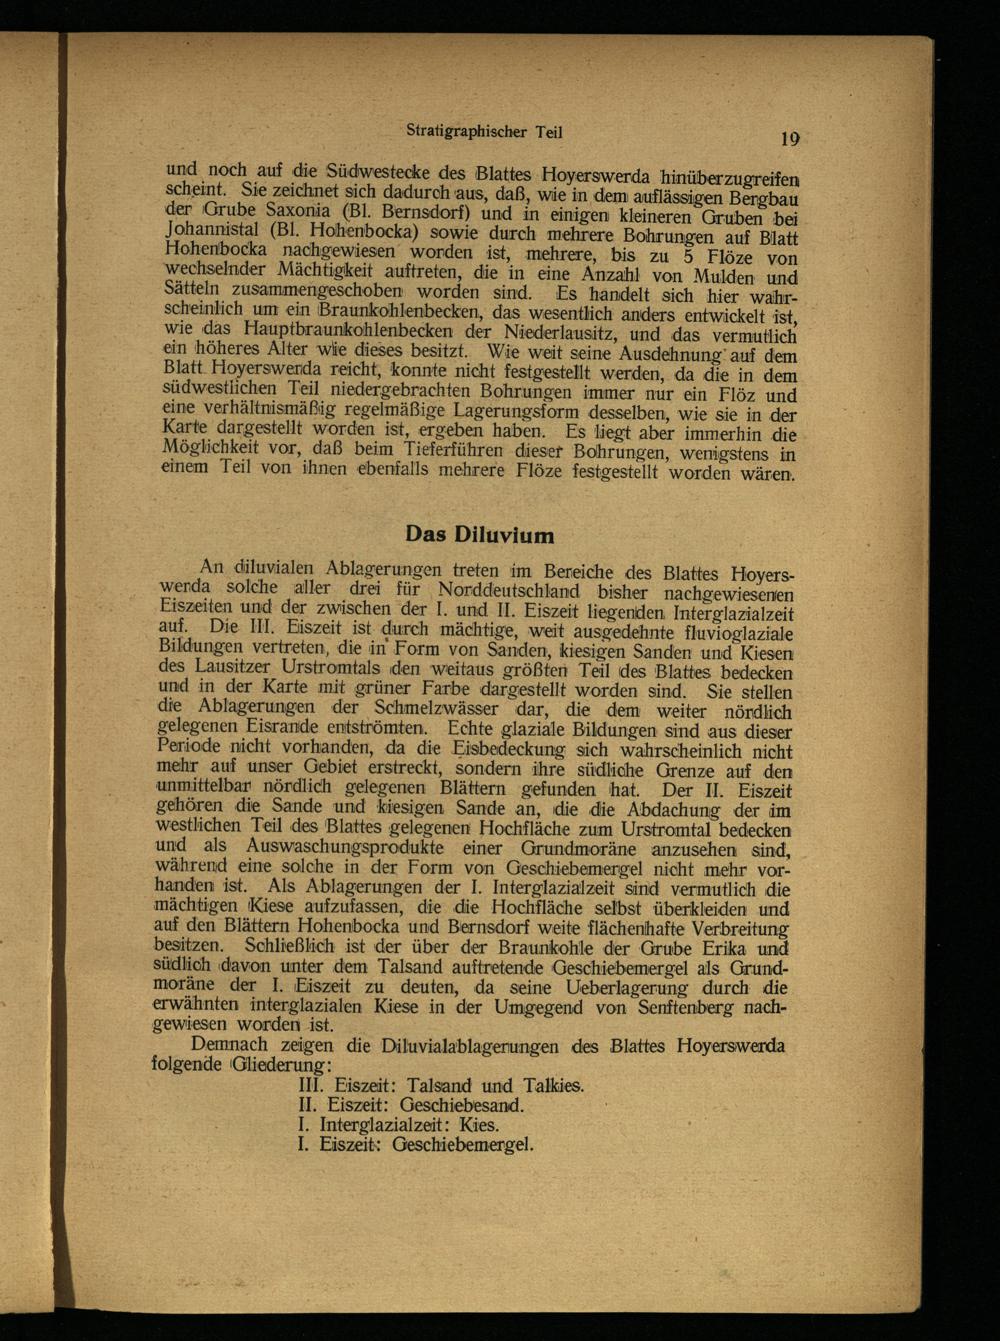 Stratigraphischer Teil
19
und noch auf die Südwestecke des Blattes Hoyerswerda hinüberzugreifen
scheint. Sie zeichnet sich dadurch aus, daß, wie in dem auflässigen Bergbau
der Grube Saxonia (Bl. Bernsdorf) und in einigen kleineren Gruben bei
Johannistal (Bl. Hohenbocka) sowie durch mehrere Bohrungen auf Blatt
Hohenbocka nachgewiesen worden ist, mehrere, bis zu 5 Flöze von
wechselnder Mächtigkeit auftreten, die in eine Anzahl von Mulden und
Sätteln zusammengeschoben worden sind. Es handelt sich hier wahr-
scheinlich um ein Braunkohlenbecken, das wesentlich anders entwickelt ist,
wie das Hauptbraunkohlenbecken der Niederlausitz, und das vermutlich
ein höheres Alter wie dieses besitzt. Wie weit seine Ausdehnung auf dem
Blatt Hoyerswerda reicht, konnte nicht festgestellt werden, da die in dem
südwestlichen Teil niedergebrachten Bohrungen immer nur ein Flöz und
eine verhältnismäßig regelmäßige Lagerungsform desselben, wie sie in der
Karte dargestellt worden ist, ergeben haben. Es liegt aber immerhin die
Möglichkeit vor, daß beim Tieferführen dieser Bohrungen, wenigstens in
einem Teil von ihnen ebenfalls mehrere Flöze festgestellt worden wären.
Das Diluvium
An diluvialen Ablagerungen treten im Bereiche des Blattes Hoyers-
werda solche aller drei für Norddeutschland bisher nachgewiesenen
Eiszeiten und der zwischen der I. und II. Eiszeit liegenden Interglazialzeit
auf. Die III. Eiszeit ist durch mächtige, weit ausgedehnte fluvioglaziale
Bildungen vertreten, die in Form von Sanden, kiesigen Sanden und Kiesen
des Lausitzer Urstromtals den weitaus größten Teil des Blattes bedecken
und in der Karte mit grüner Farbe dargestellt worden sind. Sie stellen
die Ablagerungen der Schmelzwässer dar, die dem weiter nördlich
gelegenen Eisrande entströmten. Echte glaziale Bildungen sind aus dieser
Periode nicht vorhanden, da die Eisbedeckung sich wahrscheinlich nicht
mehr auf unser Gebiet erstreckt, sondern ihre südliche Grenze auf den
unmittelbar nördlich gelegenen Blättern gefunden hat. Der II. Eiszeit
gehören die Sande und kiesigen Sande an, die die Abdachung der im
westlichen Teil des Blattes gelegenen Hochfläche zum Urstromtal bedecken
und als Auswaschungsprodukte einer Grundmoräne anzusehen sind,
während eine solche in der Form von Geschiebemergel nicht mehr vor-
handen ist. Als Ablagerungen der I. Interglazialzeit sind vermutlich die
mächtigen Kiese aufzufassen, die die Hochfläche selbst überkleiden und
auf den Blättern Hohenbocka und Bernsdorf weite flächenhafte Verbreitung
besitzen. Schließlich ist der über der Braunkohle der Grube Erika und
südlich davon unter dem Talsand auftretende Geschiebemergel als Grund-
moräne der I. Eiszeit zu deuten, da seine Ueberlagerung durch die
erwähnten interglazialen Kiese in der Umgegend von Senftenberg nach-
gewiesen worden ist.
Demnach zeigen die Diluvialablagerungen des Blattes Hoyerswerda
folgende Gliederung:
III. Eiszeit: Talsand und Talkies.
II. Eiszeit: Geschiebesand.
I. Interglazialzeit: Kies.
I. Eiszeit: Geschiebemergel.